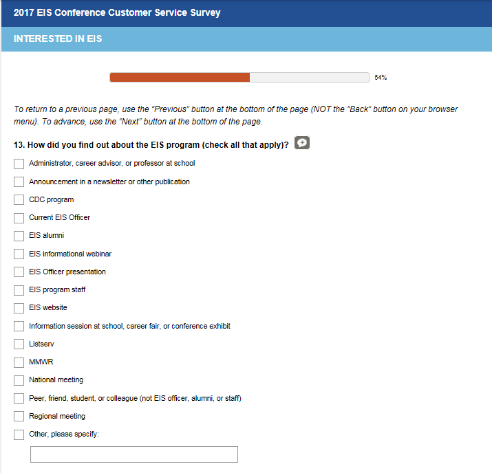 2017 EIS Conference Customer Service Survey
INTERESTED IN EIS
54%
To return to a previous page, use the "Previous" button at the bottom of the page (NOT the "Back" button on your browser
menu). To advance, use the "Next" button at the bottom of the page.
13. How did you find out about the EIS program (check all that apply)?
Administrator, career advisor, or professor at school
Announcement in a newsletter or other publication
CDC program
Current EIS Officer
EIS alumni
EIS informational webinar
EIS Officer presentation
EIS program staff
EIS website
Information session at school, career fair, or conference exhibit
Listserv
MMWR
National meeting
Peer, friend, student, or colleague (not EIS officer, alumni, or staff)
Regional meeting
Other, please specify: